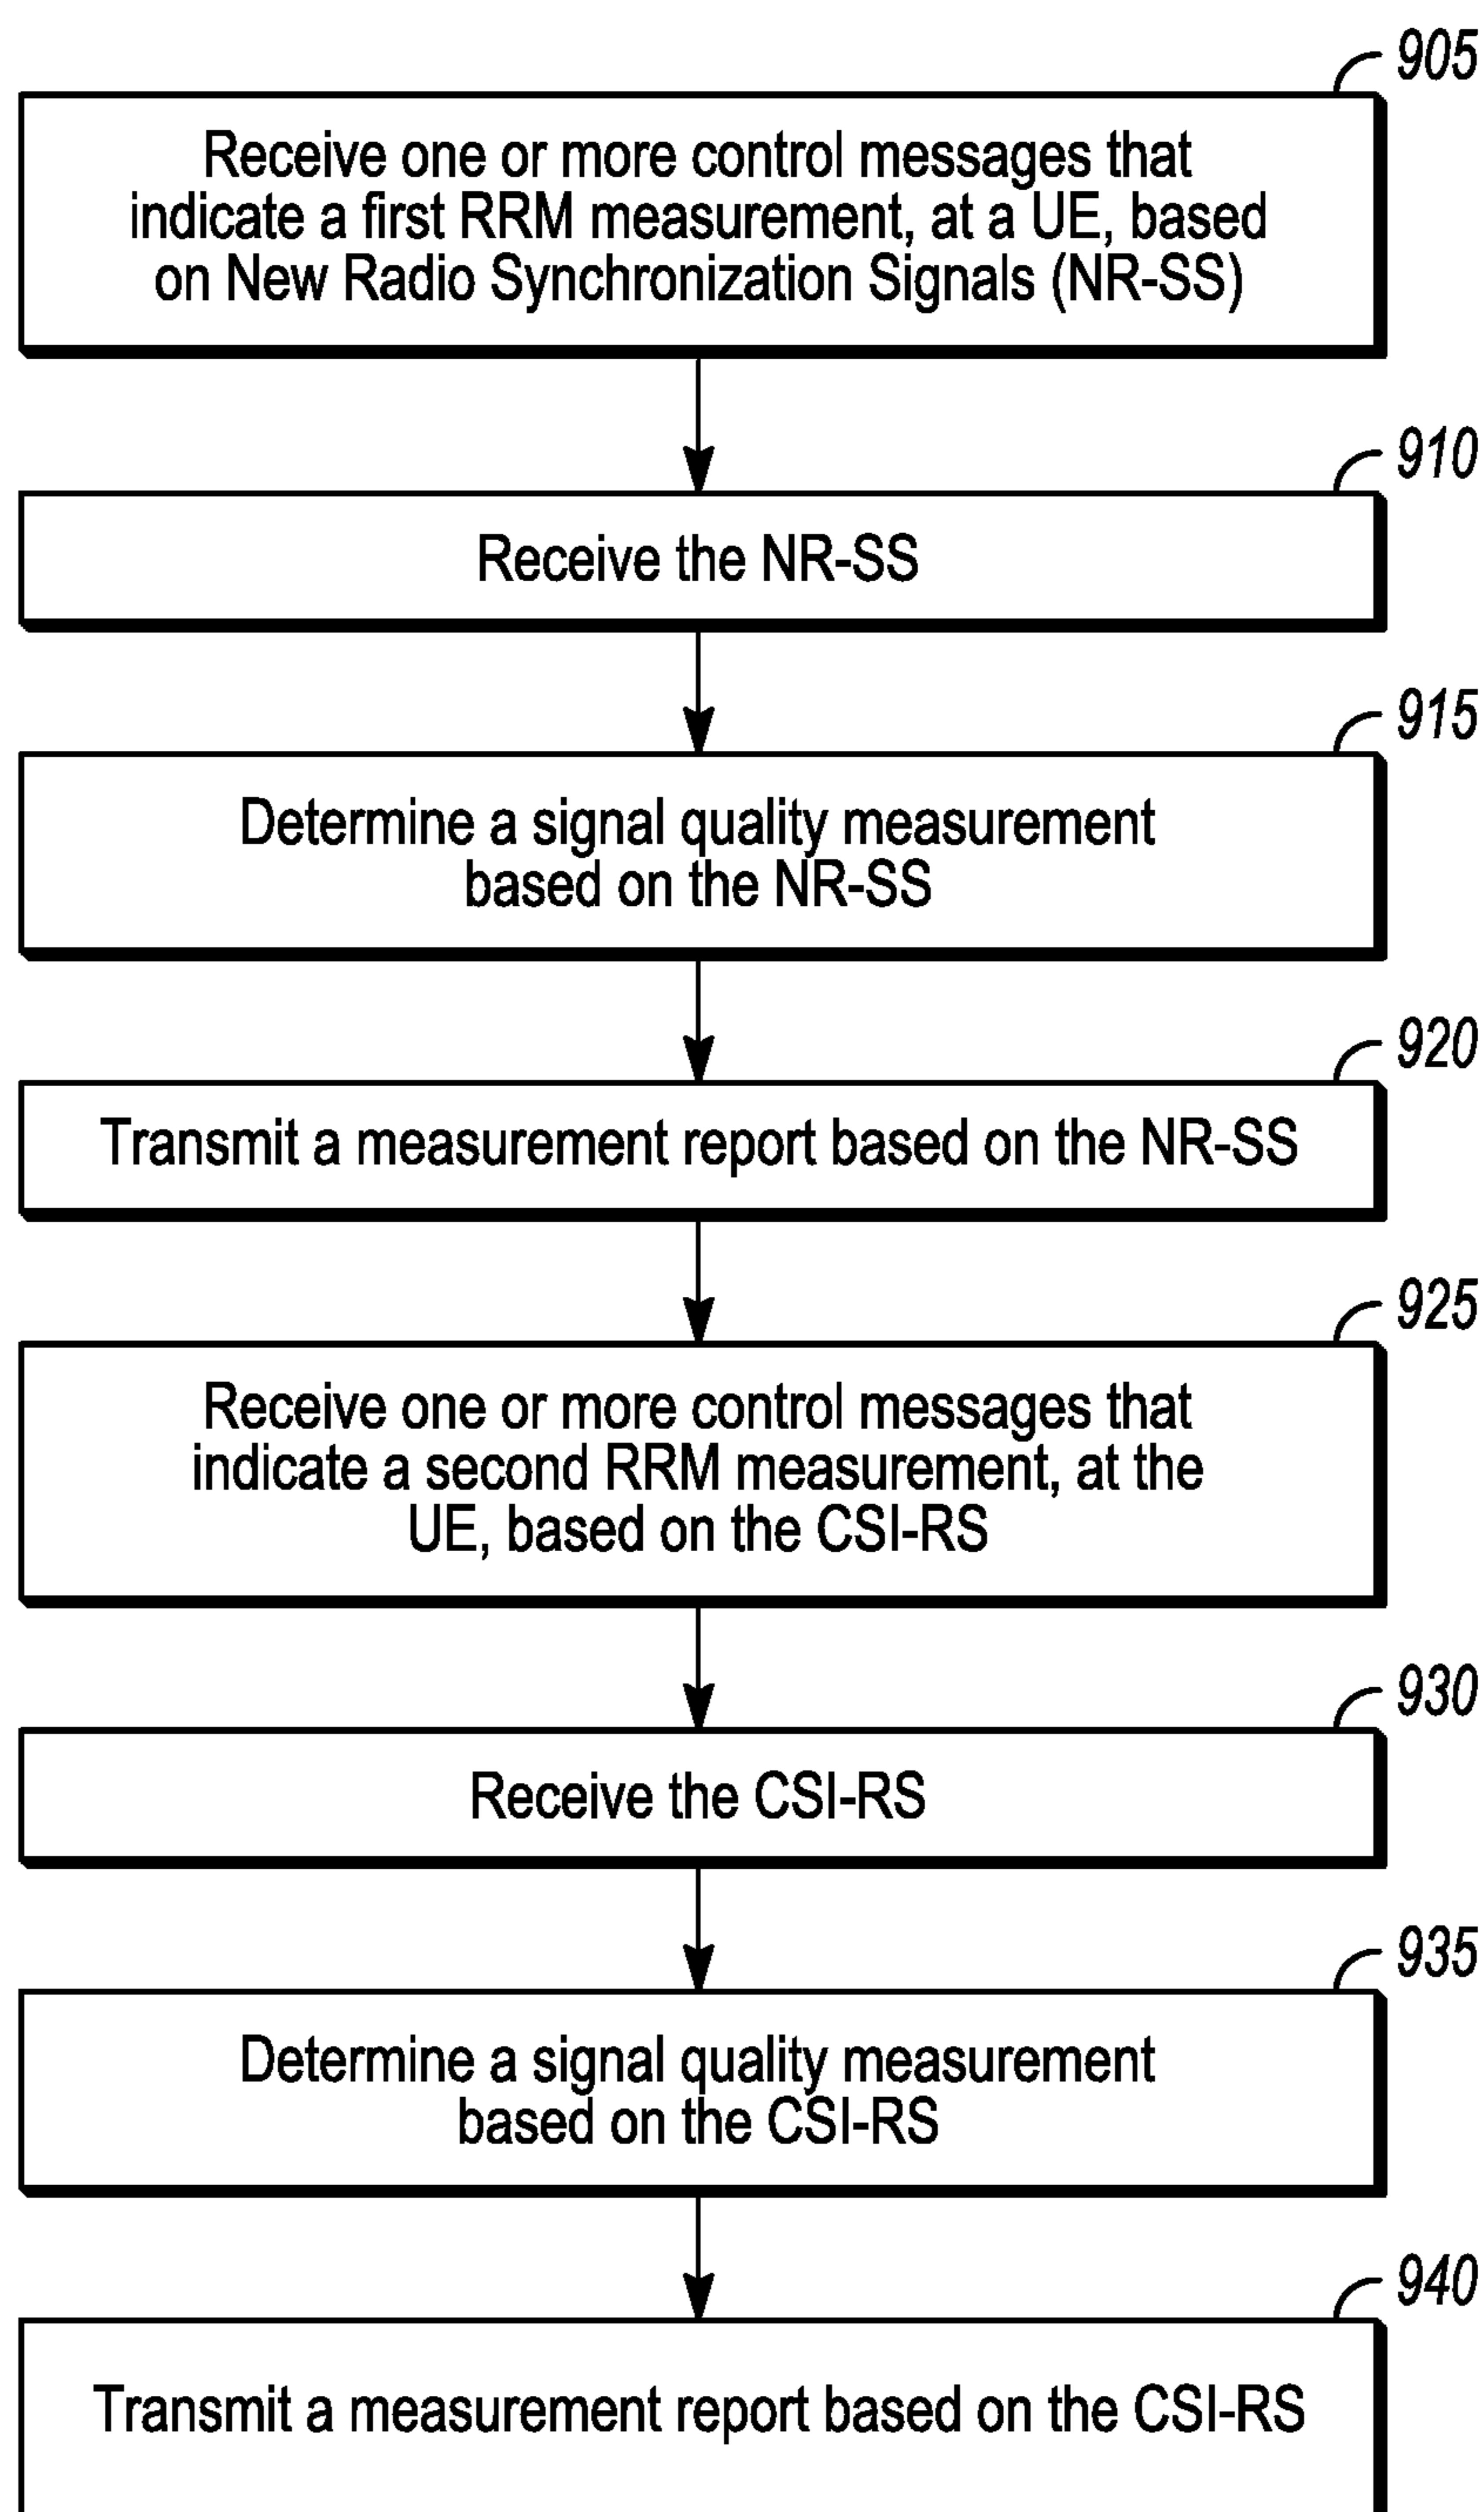 905
Receive one or more control messages that
indicate a first RRM measurement, at a UE, based
on New Radio Synchronization Signals (NR-SS)
910
Receive the NR-SS
915
Determine a signal quality measurement
based on the NR-SS
920
Transmit a measurement report based on the NR-SS
925
Receive one or more control messages that
indicate a second RRM measurement, at the
UE, based on the CSI-RS
930
Receive the CSI-RS
935
Determine a signal quality measurement
based on the CSI-RS
940
Transmit a measurement report based on the CSI-RS